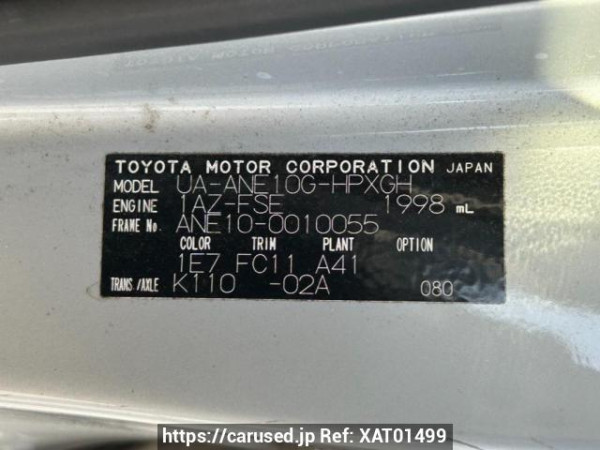 TOYOTA MOTOR CORPORATION JAPAN
MODEL UA-ANE10G-HPXGH
ENGINE 1AZ-FSE 1998 mL
FRAME No. ANE10-0010055
COLOR TRIM PLANT OPTION
1E7 FC11 A41
TRANS/AXLE K110 -02A 080
https://carused.jp Ref: XAT01499